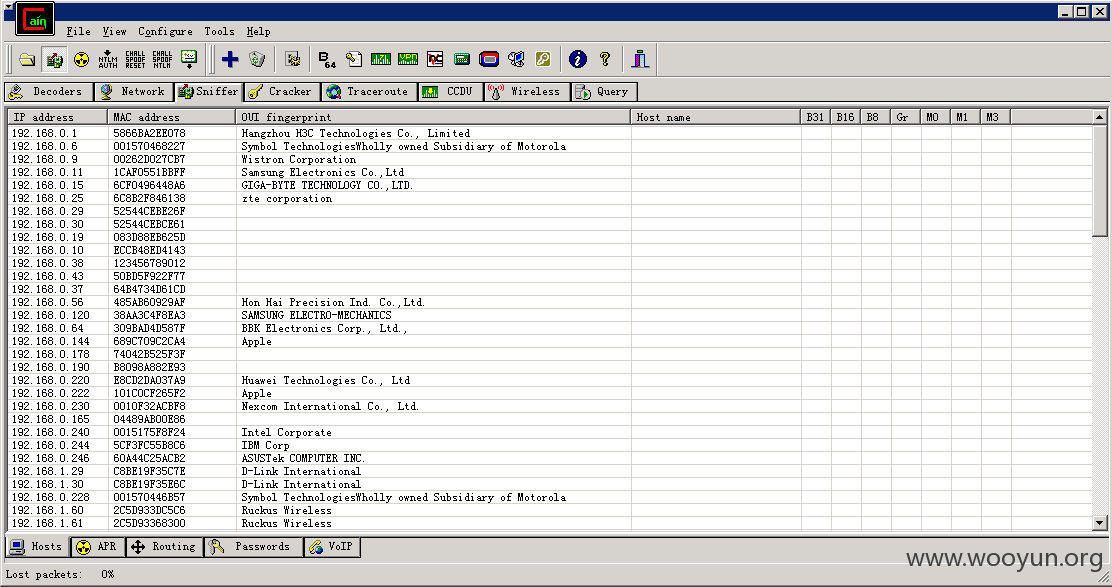 Cain
File View Configure Tools Help
NTLM AUTH CHALL SPOOF RESET CHALL SPOOF NTLM B 64
Decoders Network Sniffer Cracker Traceroute CCDU Wireless Query
IP address MAC address OUI fingerprint Host name B31 B16 B8 Gr M0 M1 M3
192.168.0.1 5866BA2EE078 Hangzhou H3C Technologies Co., Limited
192.168.0.6 001570468227 Symbol TechnologiesWholly owned Subsidiary of Motorola
192.168.0.9 00262D027CB7 Wistron Corporation
192.168.0.11 1CAF0551BBFF Samsung Electronics Co.,Ltd
192.168.0.15 6CF0496448A6 GIGA-BYTE TECHNOLOGY CO.,LTD.
192.168.0.25 6C8B2F846138 zte corporation
192.168.0.29 52544CEBE26F
192.168.0.30 52544CEBCE61
192.168.0.19 083D88EB625D
192.168.0.10 ECCB48ED4143
192.168.0.38 123456789012
192.168.0.43 50BD5F922F77
192.168.0.37 64B4734D61CD
192.168.0.56 485AB60929AF Hon Hai Precision Ind. Co.,Ltd.
192.168.0.120 38AA3C4F8EA3 SAMSUNG ELECTRO-MECHANICS
192.168.0.64 309BAD4D587F BBK Electronics Corp., Ltd.,
192.168.0.144 689C709C2CA4 Apple
192.168.0.178 74042B525F3F
192.168.0.190 B8098A882E93
192.168.0.220 E8CD2DA037A9 Huawei Technologies Co., Ltd
192.168.0.222 101C0CF265F2 Apple
192.168.0.230 0010F32ACBF8 Nexcom International Co., Ltd.
192.168.0.165 04489AB00E86
192.168.0.240 0015175F8F24 Intel Corporate
192.168.0.244 5CF3FC55B8C6 IBM Corp
192.168.0.246 60A44C25ACB2 ASUSTek COMPUTER INC.
192.168.1.29 C8BE19F35C7E D-Link International
192.168.1.30 C8BE19F35E6C D-Link International
192.168.0.228 001570446B57 Symbol TechnologiesWholly owned Subsidiary of Motorola
192.168.1.60 2C5D933DC5C6 Ruckus Wireless
192.168.1.61 2C5D93368300 Ruckus Wireless
Hosts APR Routing Passwords VoIP
Lost packets: 0%
www.wooyun.org